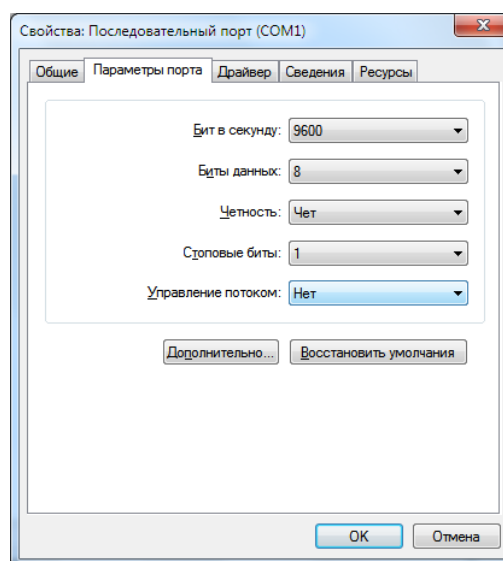 Свойства: Последовательный порт (COM1)
Общие Параметры порта Драйвер Сведения Ресурсы
Бит в секунду: 9600
Биты данных: 8
Четность: Чет
Стоповые биты: 1
Управление потоком: Нет
Дополнительно... Восстановить умолчания
OK Отмена